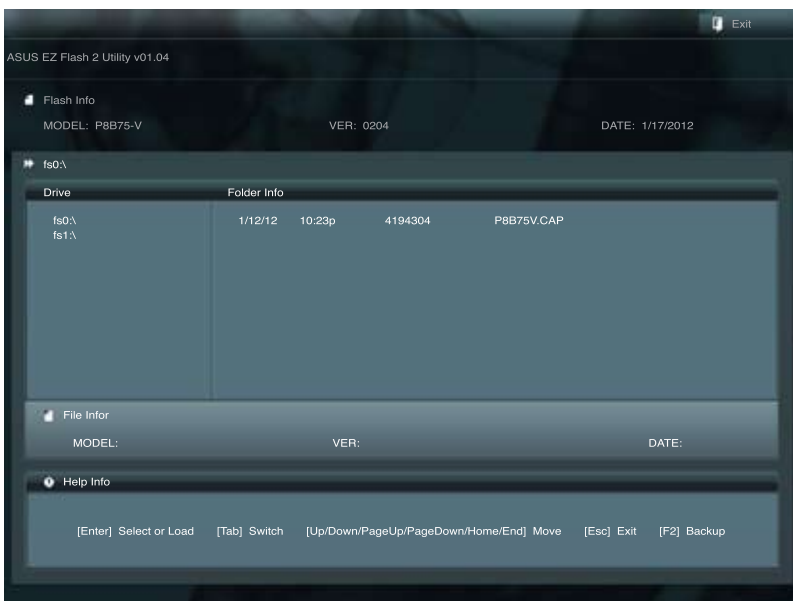 Exit
ASUS EZ Flash 2 Utility v01.04
Flash Info
MODEL: P8B75-V VER: 0204 DATE: 1/17/2012
fs0:\
Drive Folder Info
fs0:\ 1/12/12 10:23p 4194304 P8B75V.CAP
fs1:\
File Infor
MODEL: VER: DATE:
Help Info
[Enter] Select or Load [Tab] Switch [Up/Down/PageUp/PageDown/Home/End] Move [Esc] Exit [F2] Backup